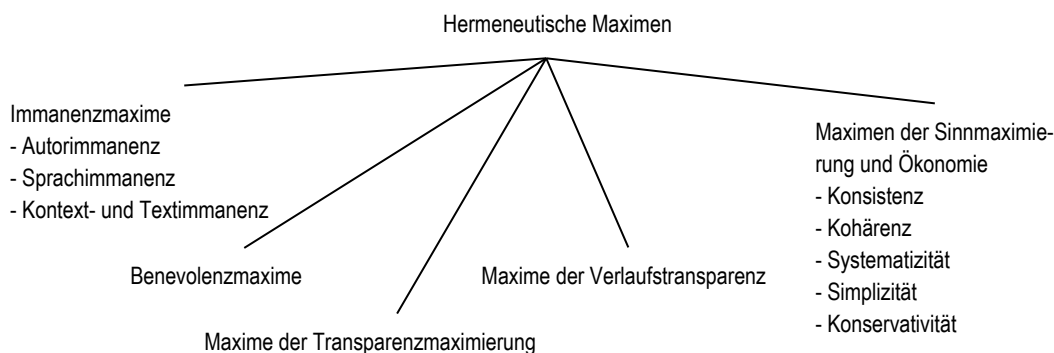 Hermeneutische Maximen
Immanenzmaxime
- Autorimmanenz
- Sprachimmanenz
- Kontext- und Textimmanenz
Benevolenzmaxime
Maxime der Transparenzmaximierung
Maxime der Verlaufstransparenz
Maximen der Sinnmaximie-
rung und Ökonomie
- Konsistenz
- Kohärenz
- Systematizität
- Simplizität
- Konservativität